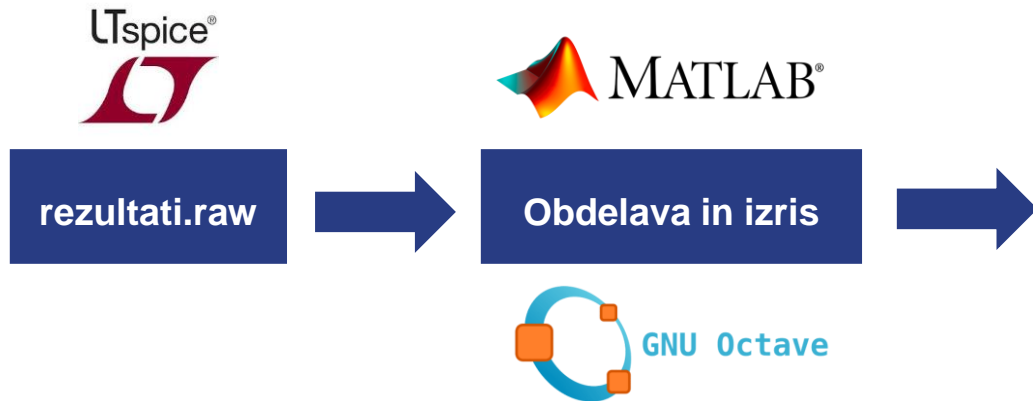 LTspice®
MATLAB®
rezultati.raw
Obdelava in izris
GNU Octave